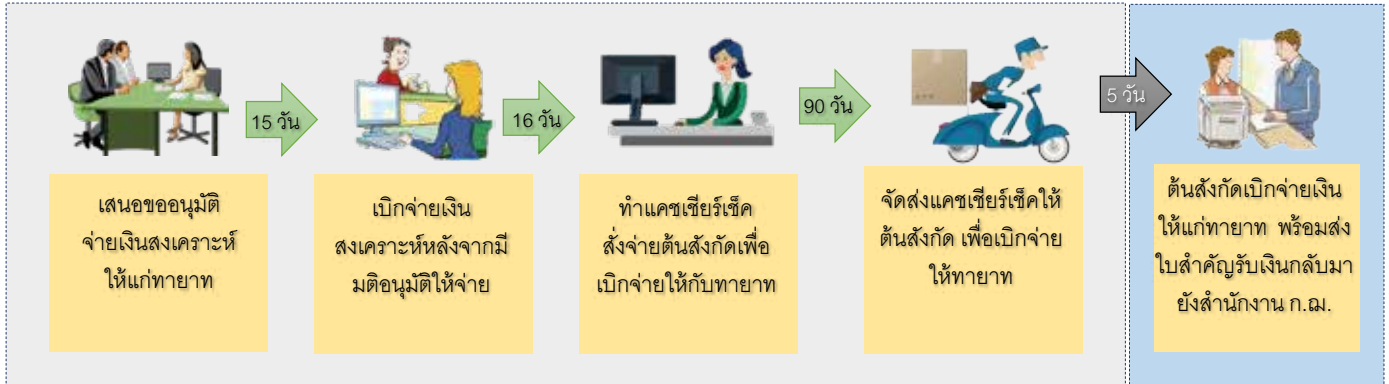 15 วัน
16 วัน
90 วัน
5 วัน
เสนอขออนุมัติ
จ่ายเงินสงเคราะห์
ให้แก่ทายาท
เบิกจ่ายเงิน
สงเคราะห์หลังจากมี
มติอนุมัติให้จ่าย
ทำแคชเชียร์เช็ค
สั่งจ่ายต้นสังกัดเพื่อ
เบิกจ่ายให้กับทายาท
จัดส่งแคชเชียร์เช็คให้
ต้นสังกัด เพื่อเบิกจ่าย
ให้ทายาท
ต้นสังกัดเบิกจ่ายเงิน
ให้แก่ทายาท พร้อมส่ง
ใบสำคัญรับเงินกลับมา
ยังสำนักงาน ก.ฌ.